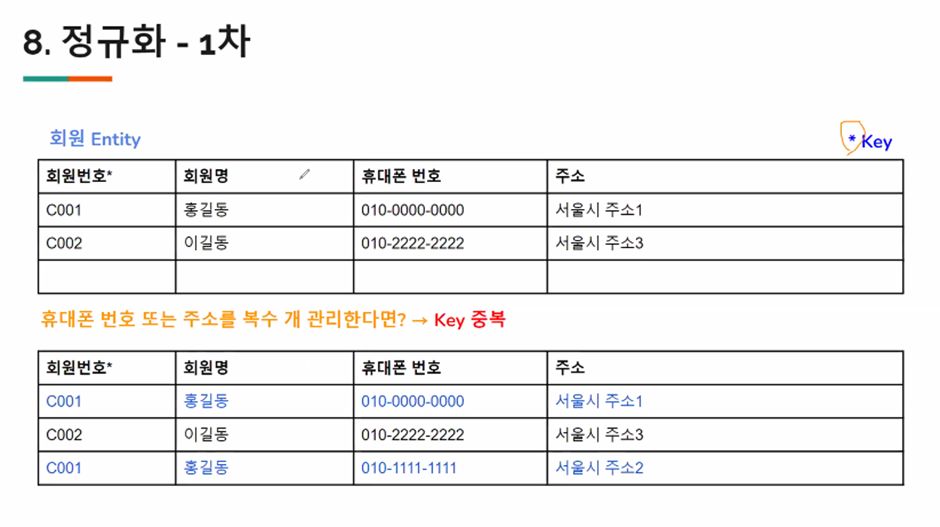 8. 정규화 - 1차
회원 Entity
* Key
회원번호* 회원명 휴대폰 번호 주소
C001 홍길동 010-0000-0000 서울시 주소1
C002 이길동 010-2222-2222 서울시 주소3
휴대폰 번호 또는 주소를 복수 개 관리한다면? → Key 중복
회원번호* 회원명 휴대폰 번호 주소
C001 홍길동 010-0000-0000 서울시 주소1
C002 이길동 010-2222-2222 서울시 주소3
C001 홍길동 010-1111-1111 서울시 주소2